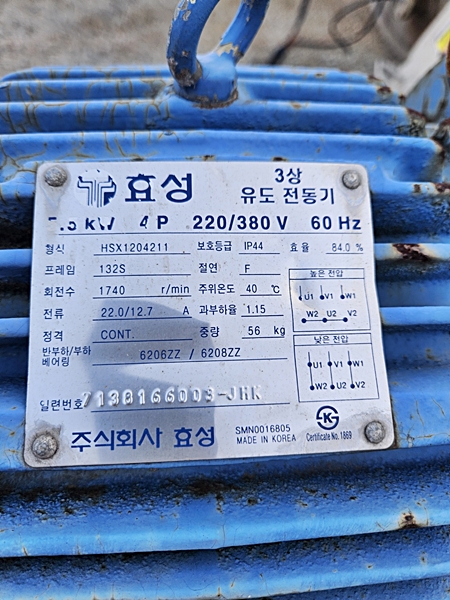 효성
3상
유도 전동기
.5 kW 4 P 220/380 V 60 Hz
형식 HSX1204211 보호등급 IP44 효율 84.0 %
프레임 132S 절연 F
회전수 1740 r/min 주위온도 40 ℃
전류 22.0/12.7 A 과부하율 1.15
정격 CONT. 중량 56 kg
반부하/부하
베어링 6206ZZ / 6208ZZ
높은 전압
U1 V1 W1
W2 U2 V2
낮은 전압
U1 V1 W1
W2 U2 V2
일련번호
주식회사 효성
SMN0016805
MADE IN KOREA
K
Certificate No. 1869